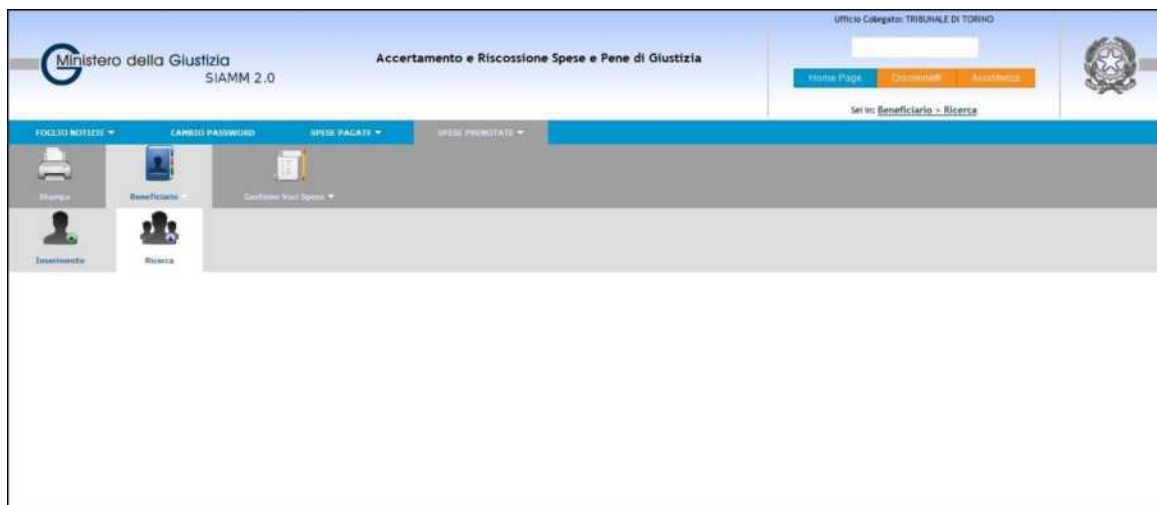 Ufficio Collegato: TRIBUNALE DI TORINO
Ministero della Giustizia
SIAMM 2.0
Accertamento e Riscossione Spese e Pene di Giustizia
Home Page Disconnetti Assistenza
Sei in: Beneficiario > Ricerca
FOGLIO NOTIZIE CAMBIO PASSWORD SPESE PAGATE SPESE PRENOTATE
Stampa Beneficiario Gestione Voci Spesa
Inserimento Ricerca